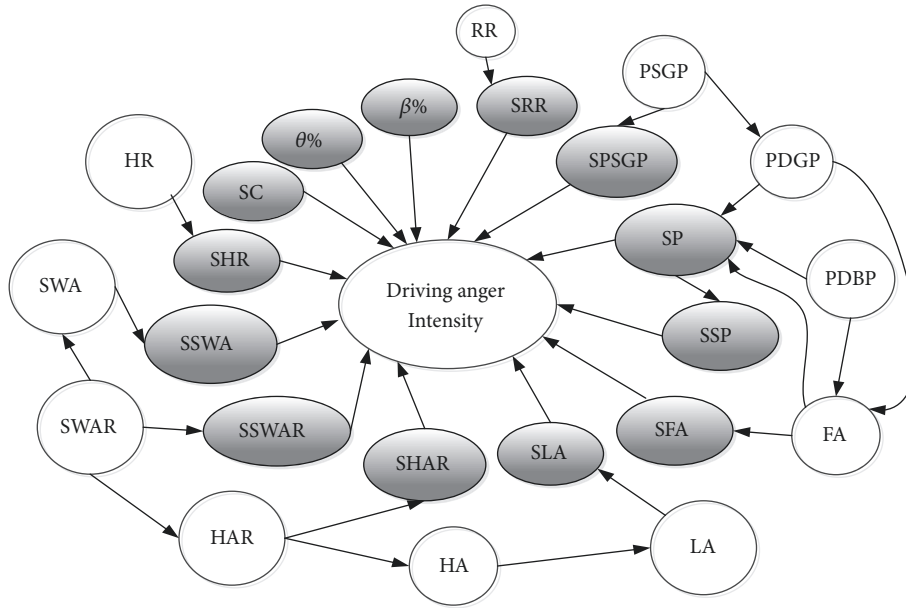 RR
PSGP
β%
SRR
θ%
HR
SPSGP
PDGP
SC
SHR
SP
SWA
Driving anger
Intensity
PDBP
SSWA
SSP
SWAR
SSWAR
SFA
FA
SHAR
SLA
HAR
HA
LA